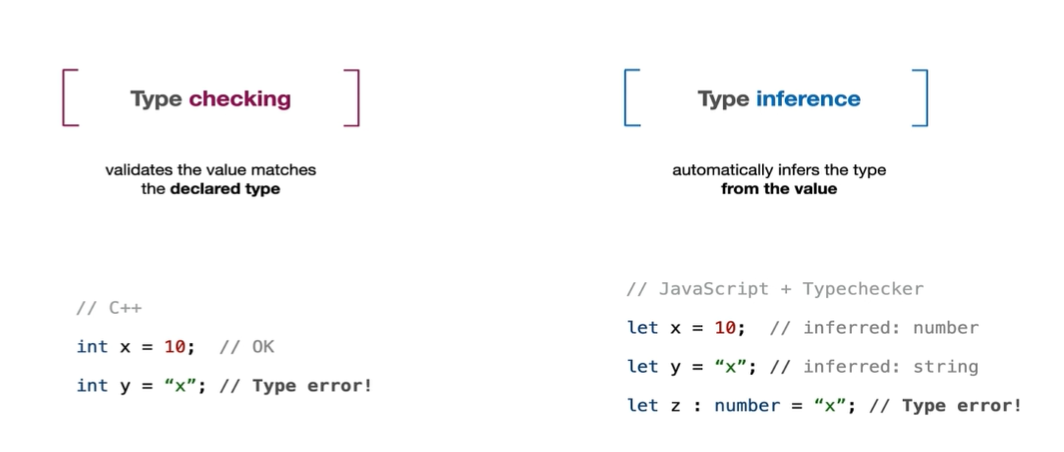 Type checking
validates the value matches
the declared type
// C++
int x = 10; // OK
int y = “x”; // Type error!
Type inference
automatically infers the type
from the value
// JavaScript + Typechecker
let x = 10; // inferred: number
let y = “x”; // inferred: string
let z : number = “x”; // Type error!